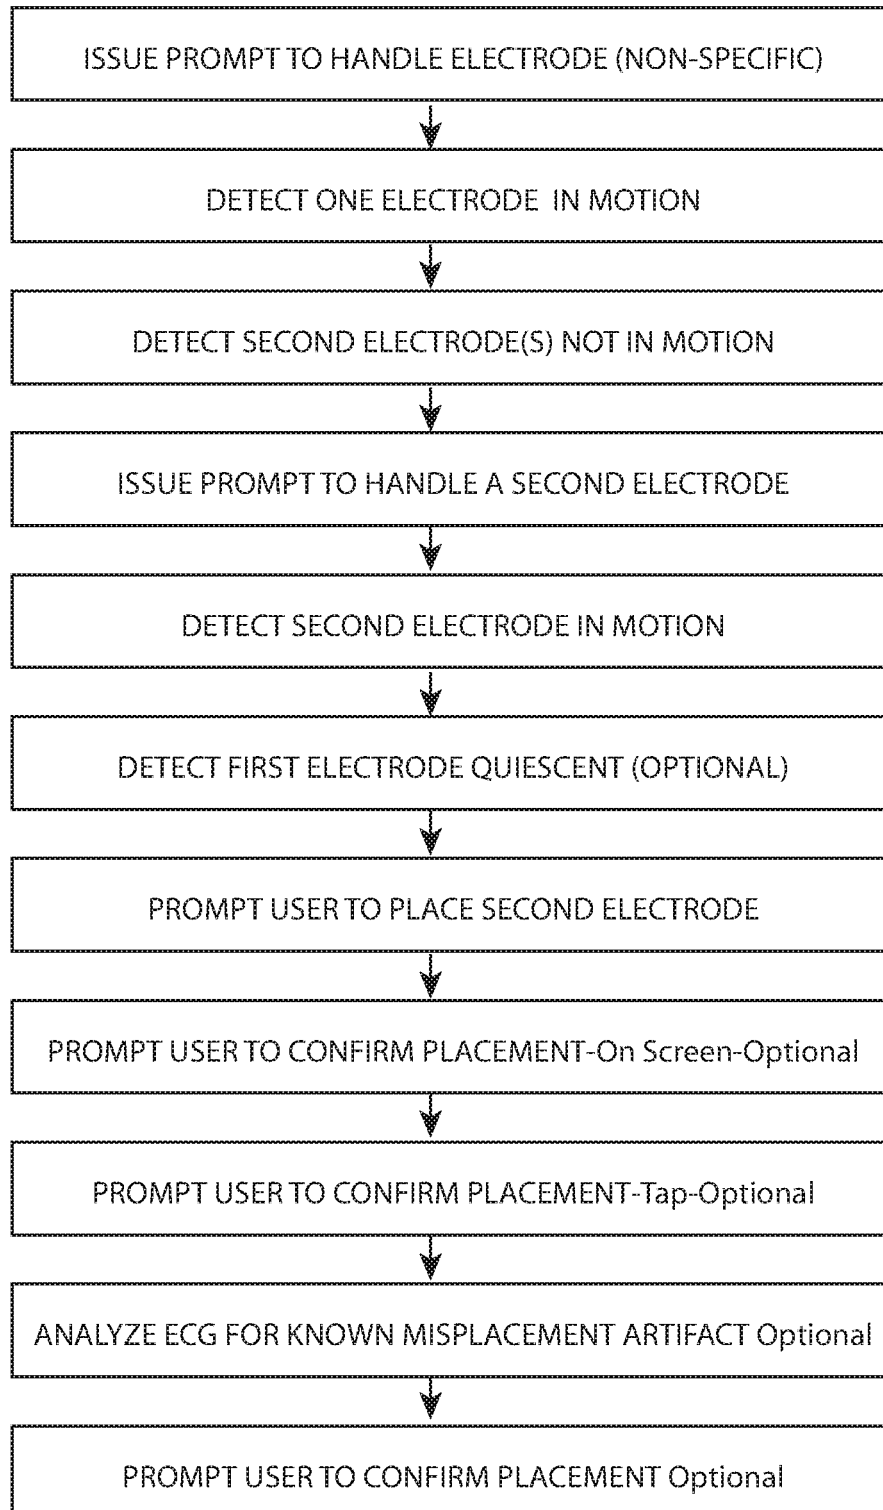 ISSUE PROMPT TO HANDLE ELECTRODE (NON-SPECIFIC)
DETECT ONE ELECTRODE IN MOTION
DETECT SECOND ELECTRODE(S) NOT IN MOTION
ISSUE PROMPT TO HANDLE A SECOND ELECTRODE
DETECT SECOND ELECTRODE IN MOTION
DETECT FIRST ELECTRODE QUIESCENT (OPTIONAL)
PROMPT USER TO PLACE SECOND ELECTRODE
PROMPT USER TO CONFIRM PLACEMENT-On Screen-Optional
PROMPT USER TO CONFIRM PLACEMENT-Tap-Optional
ANALYZE ECG FOR KNOWN MISPLACEMENT ARTIFACT Optional
PROMPT USER TO CONFIRM PLACEMENT Optional